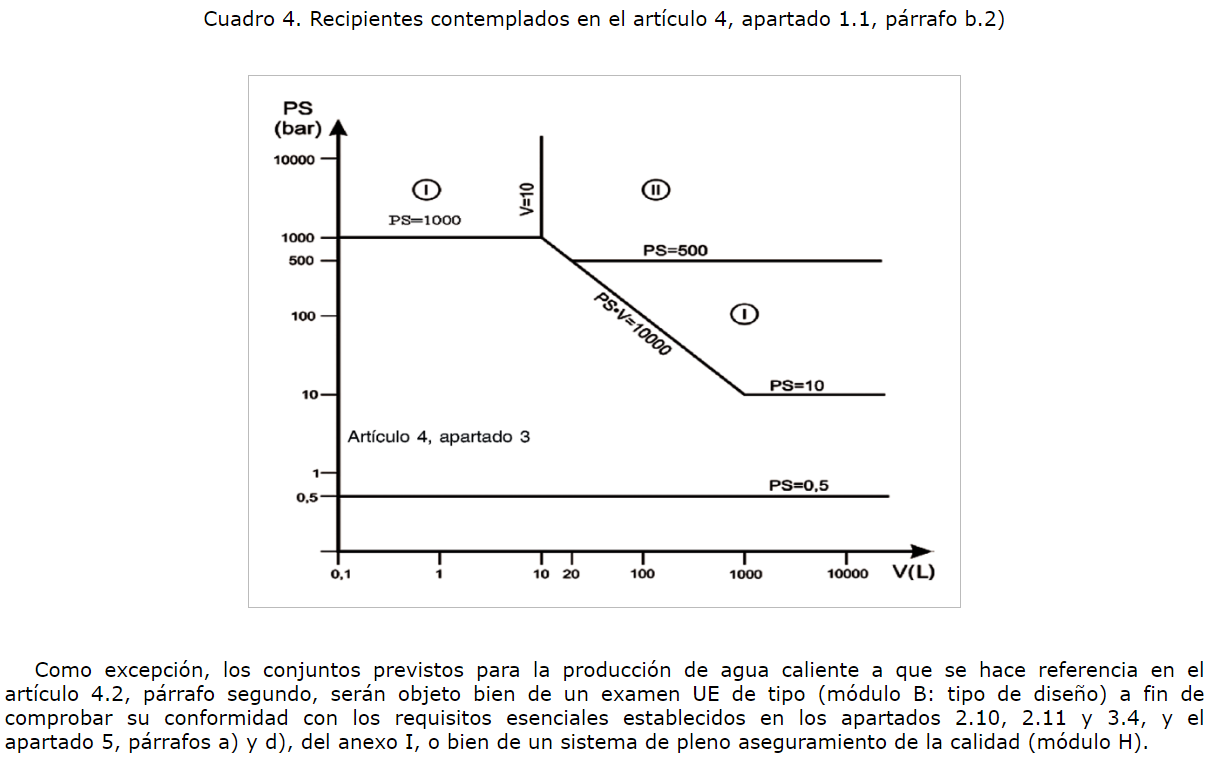 Cuadro 4. Recipientes contemplados en el artículo 4, apartado 1.1, párrafo b.2)
PS
(bar)
10000
I
II
V=10
PS=1000
1000
PS=500
500
PS•V=10000
I
100
PS=10
10
Artículo 4, apartado 3
1
PS=0,5
0,5
0,1 1 10 20 100 1000 10000 V(L)
Como excepción, los conjuntos previstos para la producción de agua caliente a que se hace referencia en el
artículo 4.2, párrafo segundo, serán objeto bien de un examen UE de tipo (módulo B: tipo de diseño) a fin de
comprobar su conformidad con los requisitos esenciales establecidos en los apartados 2.10, 2.11 y 3.4, y el
apartado 5, párrafos a) y d), del anexo I, o bien de un sistema de pleno aseguramiento de la calidad (módulo H).